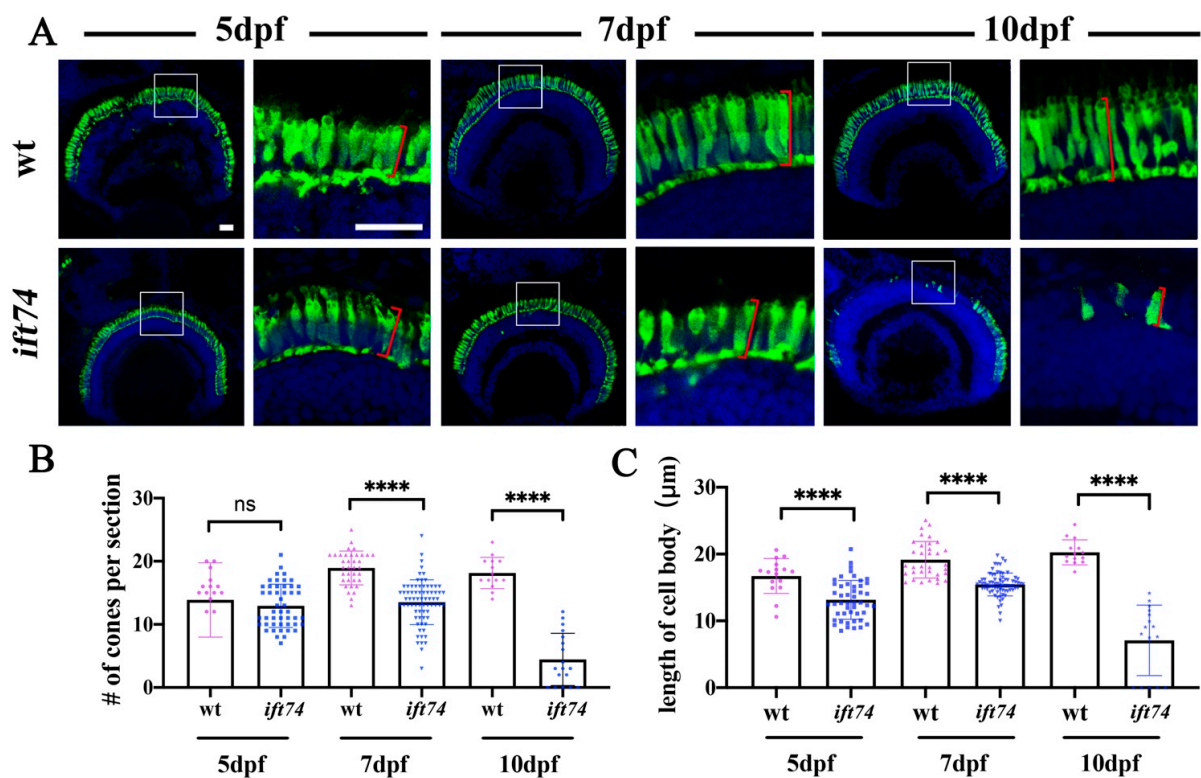 A
5dpf 7dpf 10dpf
wt
ift74
B
# of cones per section
30
20
10
0
ns
****
****
wt ift74 wt ift74 wt ift74
5dpf 7dpf 10dpf
C
length of cell body (μm)
30
20
10
0
****
****
****
wt ift74 wt ift74 wt ift74
5dpf 7dpf 10dpf